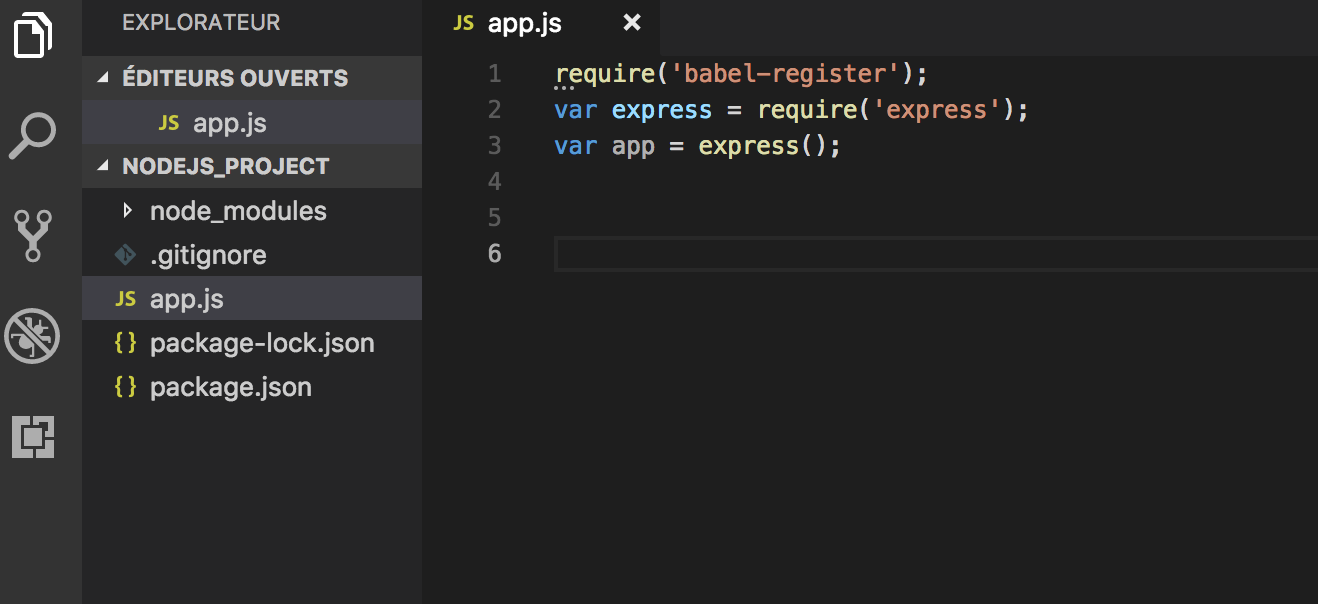 EXPLORATEUR
ÉDITEURS OUVERTS
JS app.js
NODEJS_PROJECT
node_modules
.gitignore
JS app.js
{ } package-lock.json
{ } package.json
JS app.js ×
1 require('babel-register');
2 var express = require('express');
3 var app = express();
4
5
6